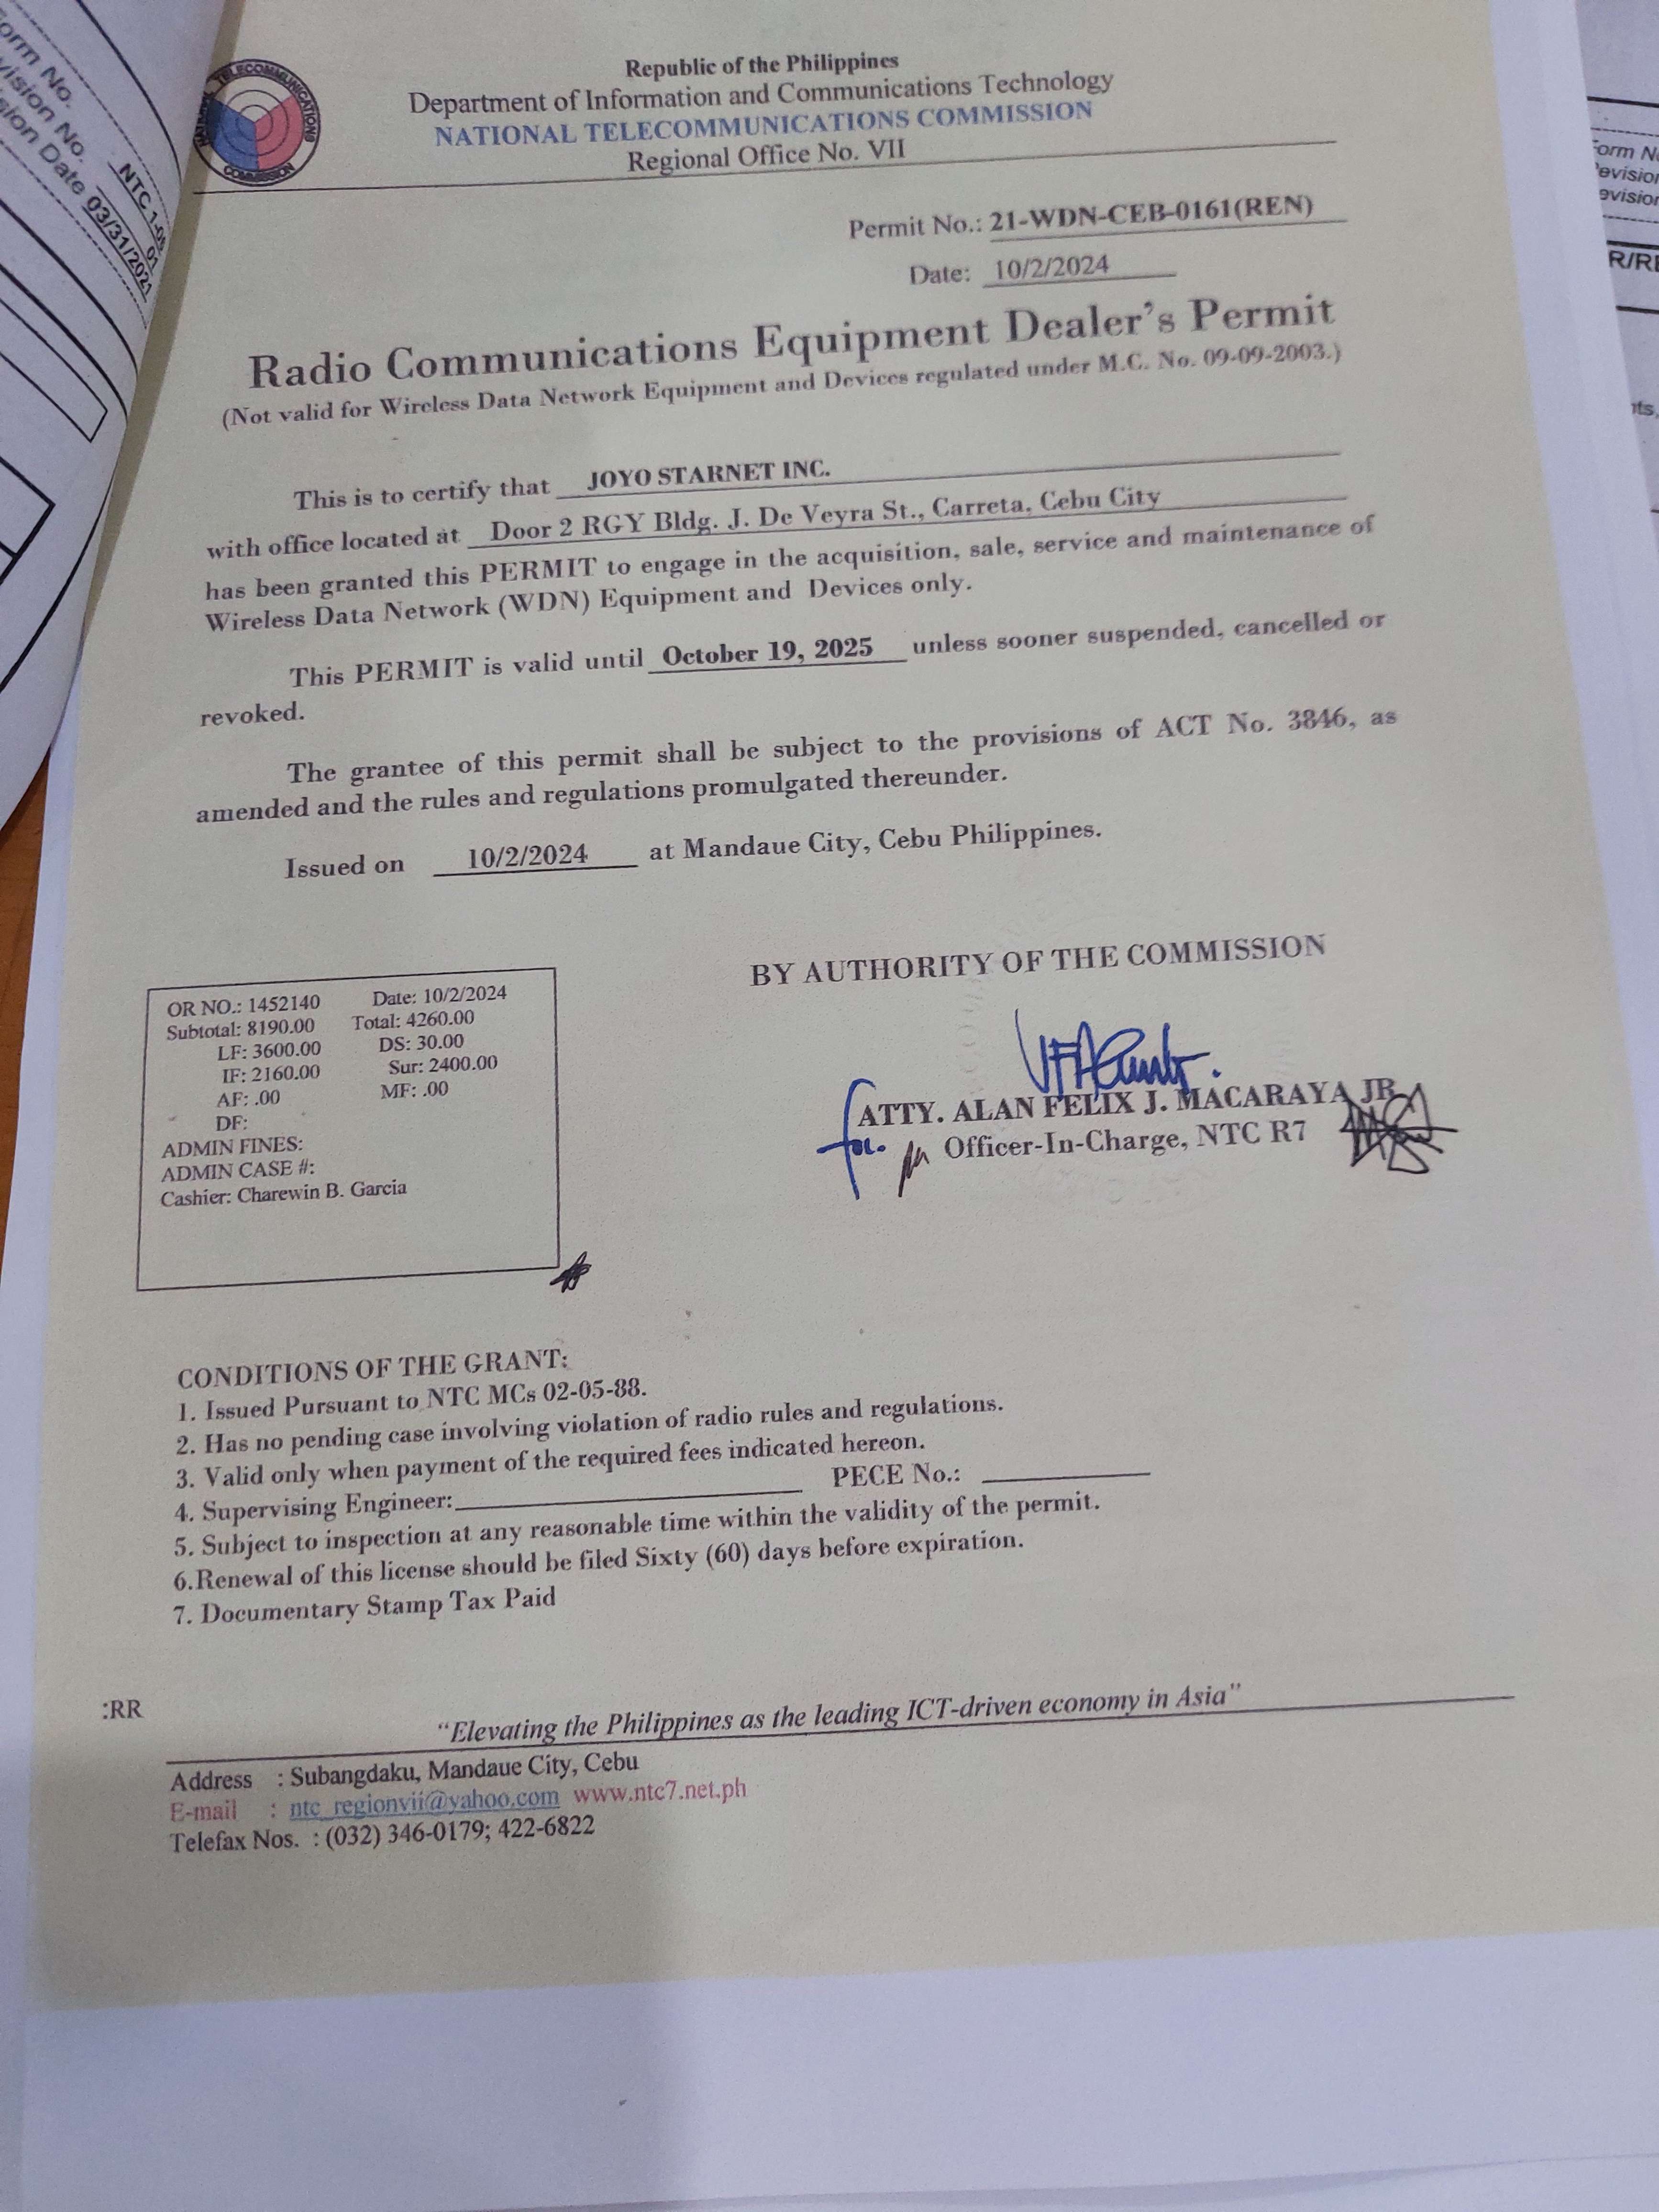 Form No.
NTC 1-
01
Date 03/31/2021
NATIONAL TELECOMMUNICATIONS COMMISSION
Republic of the Philippines
Department of Information and Communications Technology
NATIONAL TELECOMMUNICATIONS COMMISSION
Regional Office No. VII
Permit No.: 21-WDN-CEB-0161(REN)
Date: 10/2/2024
Radio Communications Equipment Dealer's Permit
(Not valid for Wireless Data Network Equipment and Devices regulated under M.C. No. 09-09-2003.)
This is to certify that JOYO STARNET INC.
with office located at Door 2 RGY Bldg. J. De Veyra St., Carreta, Cebu City
has been granted this PERMIT to engage in the acquisition, sale, service and maintenance of
Wireless Data Network (WDN) Equipment and Devices only.
This PERMIT is valid until October 19, 2025 unless sooner suspended, cancelled or
revoked.
The grantee of this permit shall be subject to the provisions of ACT No. 3846, as
amended and the rules and regulations promulgated thereunder.
Issued on 10/2/2024 at Mandaue City, Cebu Philippines.
BY AUTHORITY OF THE COMMISSION
OR NO.: 1452140 Date: 10/2/2024
Subtotal: 8190.00 Total: 4260.00
LF: 3600.00 DS: 30.00
IF: 2160.00 Sur: 2400.00
AF: .00 MF: .00
DF:
ADMIN FINES:
ADMIN CASE #:
Cashier: Charewin B. Garcia
for. ATTY. ALAN FELIX J. MACARAYA JR.
Officer-In-Charge, NTC R7
CONDITIONS OF THE GRANT:
1. Issued Pursuant to NTC MCs 02-05-88.
2. Has no pending case involving violation of radio rules and regulations.
3. Valid only when payment of the required fees indicated hereon.
4. Supervising Engineer: PECE No.:
5. Subject to inspection at any reasonable time within the validity of the permit.
6.Renewal of this license should be filed Sixty (60) days before expiration.
7. Documentary Stamp Tax Paid
:RR
“Elevating the Philippines as the leading ICT-driven economy in Asia”
Address : Subangdaku, Mandaue City, Cebu
E-mail : ntc_regionvii@yahoo.com www.ntc7.net.ph
Telefax Nos. : (032) 346-0179; 422-6822